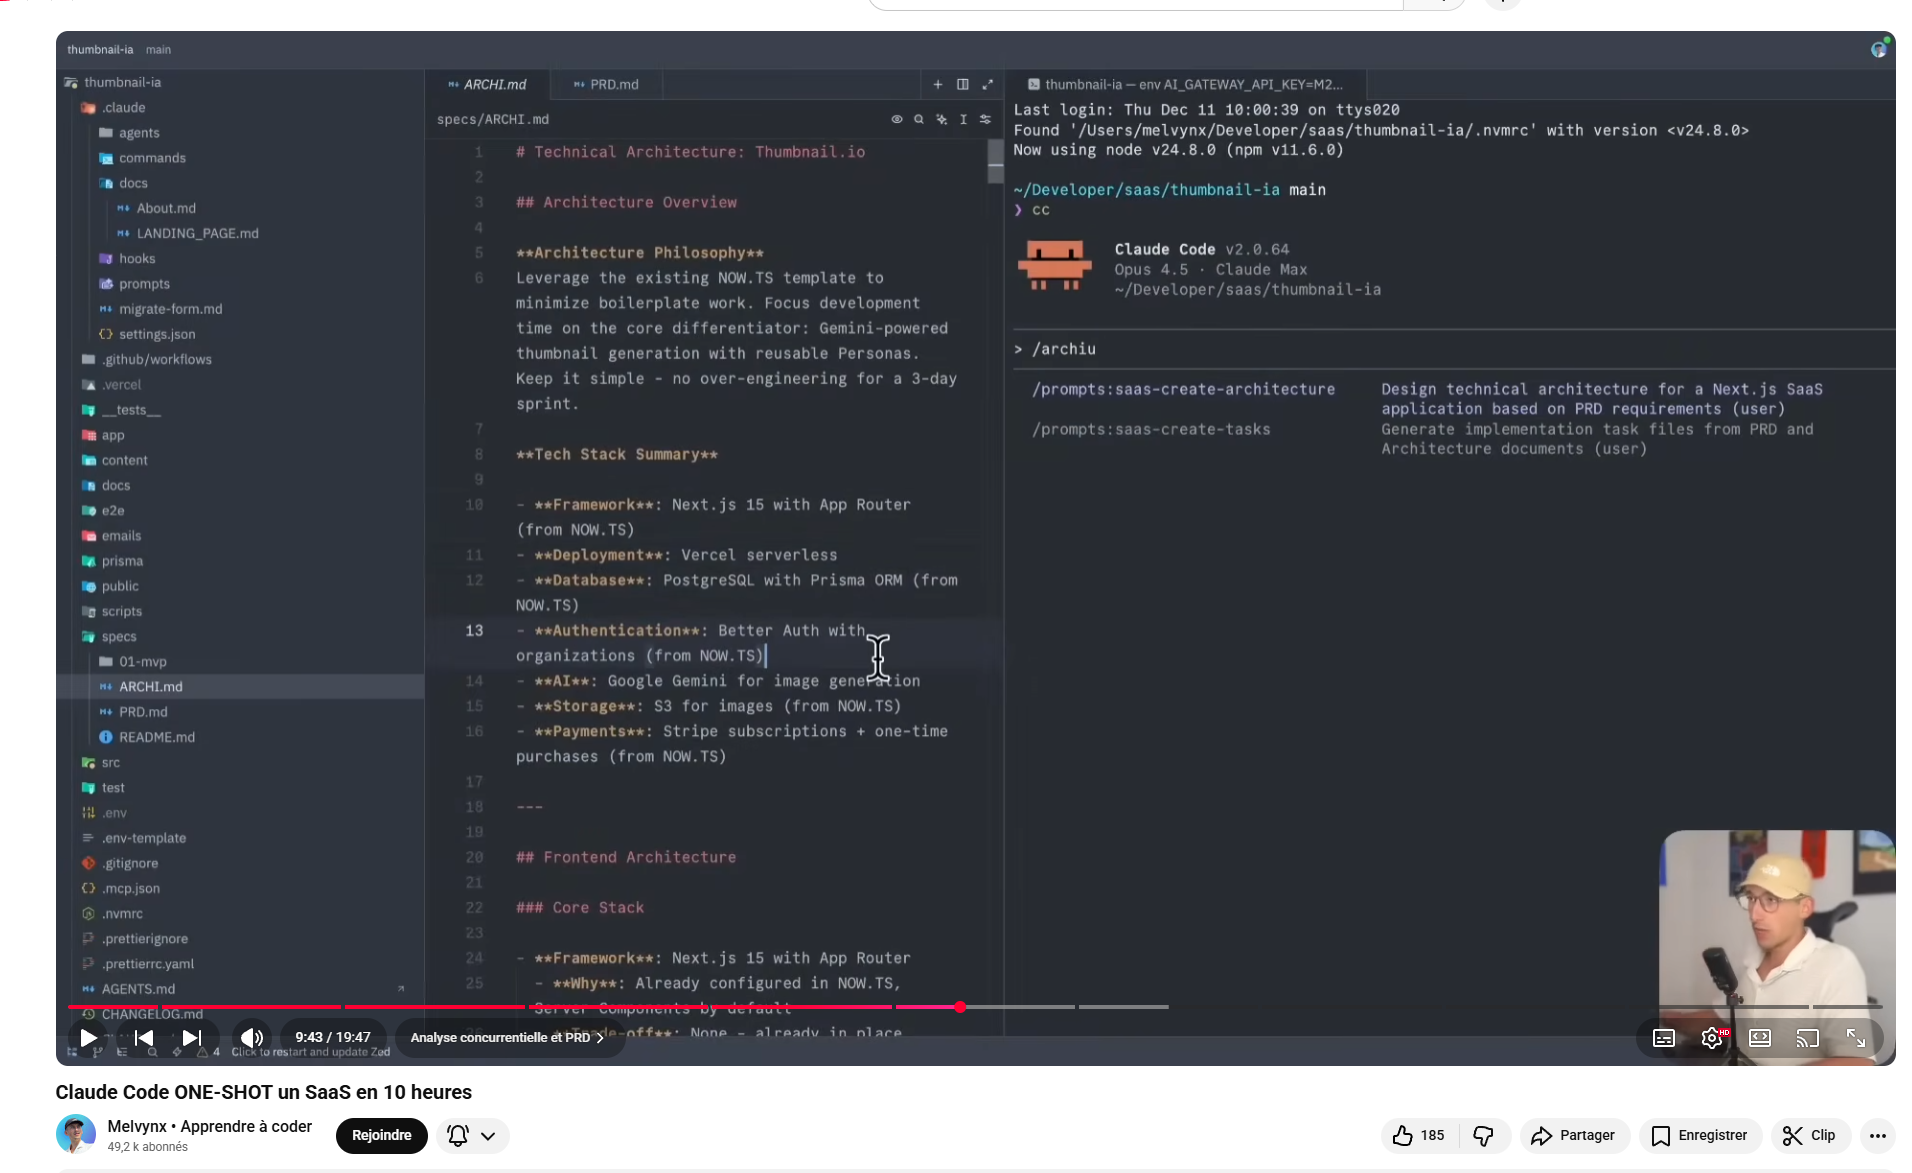 thumbnail-ia main
thumbnail-ia
.claude
agents
commands
docs
About.md
LANDING_PAGE.md
hooks
prompts
migrate-form.md
settings.json
.github/workflows
.vercel
__tests__
app
content
docs
e2e
emails
prisma
public
scripts
specs
01-mvp
ARCHI.md
PRD.md
README.md
src
test
.env
.env-template
.gitignore
.mcp.json
.nvmrc
.prettierignore
.prettierrc.yaml
AGENTS.md
CHANGELOG.md
4 Click to restart and update Zed
ARCHI.md PRD.md
specs/ARCHI.md
1 # Technical Architecture: Thumbnail.io
2
3 ## Architecture Overview
4
5 **Architecture Philosophy**
6 Leverage the existing NOW.TS template to
minimize boilerplate work. Focus development
time on the core differentiator: Gemini-powered
thumbnail generation with reusable Personas.
Keep it simple - no over-engineering for a 3-day
sprint.
7
8 **Tech Stack Summary**
9
10 - **Framework**: Next.js 15 with App Router
(from NOW.TS)
11 - **Deployment**: Vercel serverless
12 - **Database**: PostgreSQL with Prisma ORM (from
NOW.TS)
13 - **Authentication**: Better Auth with
organizations (from NOW.TS)
14 - **AI**: Google Gemini for image generation
15 - **Storage**: S3 for images (from NOW.TS)
16 - **Payments**: Stripe subscriptions + one-time
purchases (from NOW.TS)
17
18 ---
19
20 ## Frontend Architecture
21
22 ### Core Stack
23
24 - **Framework**: Next.js 15 with App Router
25 - **Why**: Already configured in NOW.TS,
Server Components by default
26 - **Trade-off**: None - already in place
thumbnail-ia — env AI_GATEWAY_API_KEY=M2...
Last login: Thu Dec 11 10:00:39 on ttys020
Found '/Users/melvynx/Developer/saas/thumbnail-ia/.nvmrc' with version <v24.8.0>
Now using node v24.8.0 (npm v11.6.0)
~/Developer/saas/thumbnail-ia main
❯ cc
Claude Code v2.0.64
Opus 4.5 · Claude Max
~/Developer/saas/thumbnail-ia
> /archiu
/prompts:saas-create-architecture Design technical architecture for a Next.js SaaS
application based on PRD requirements (user)
/prompts:saas-create-tasks Generate implementation task files from PRD and
Architecture documents (user)
9:43 / 19:47
Analyse concurrentielle et PRD
HD
Claude Code ONE-SHOT un SaaS en 10 heures
Melvynx • Apprendre à coder
49,2 k abonnés
Rejoindre
185
Partager
Enregistrer
Clip